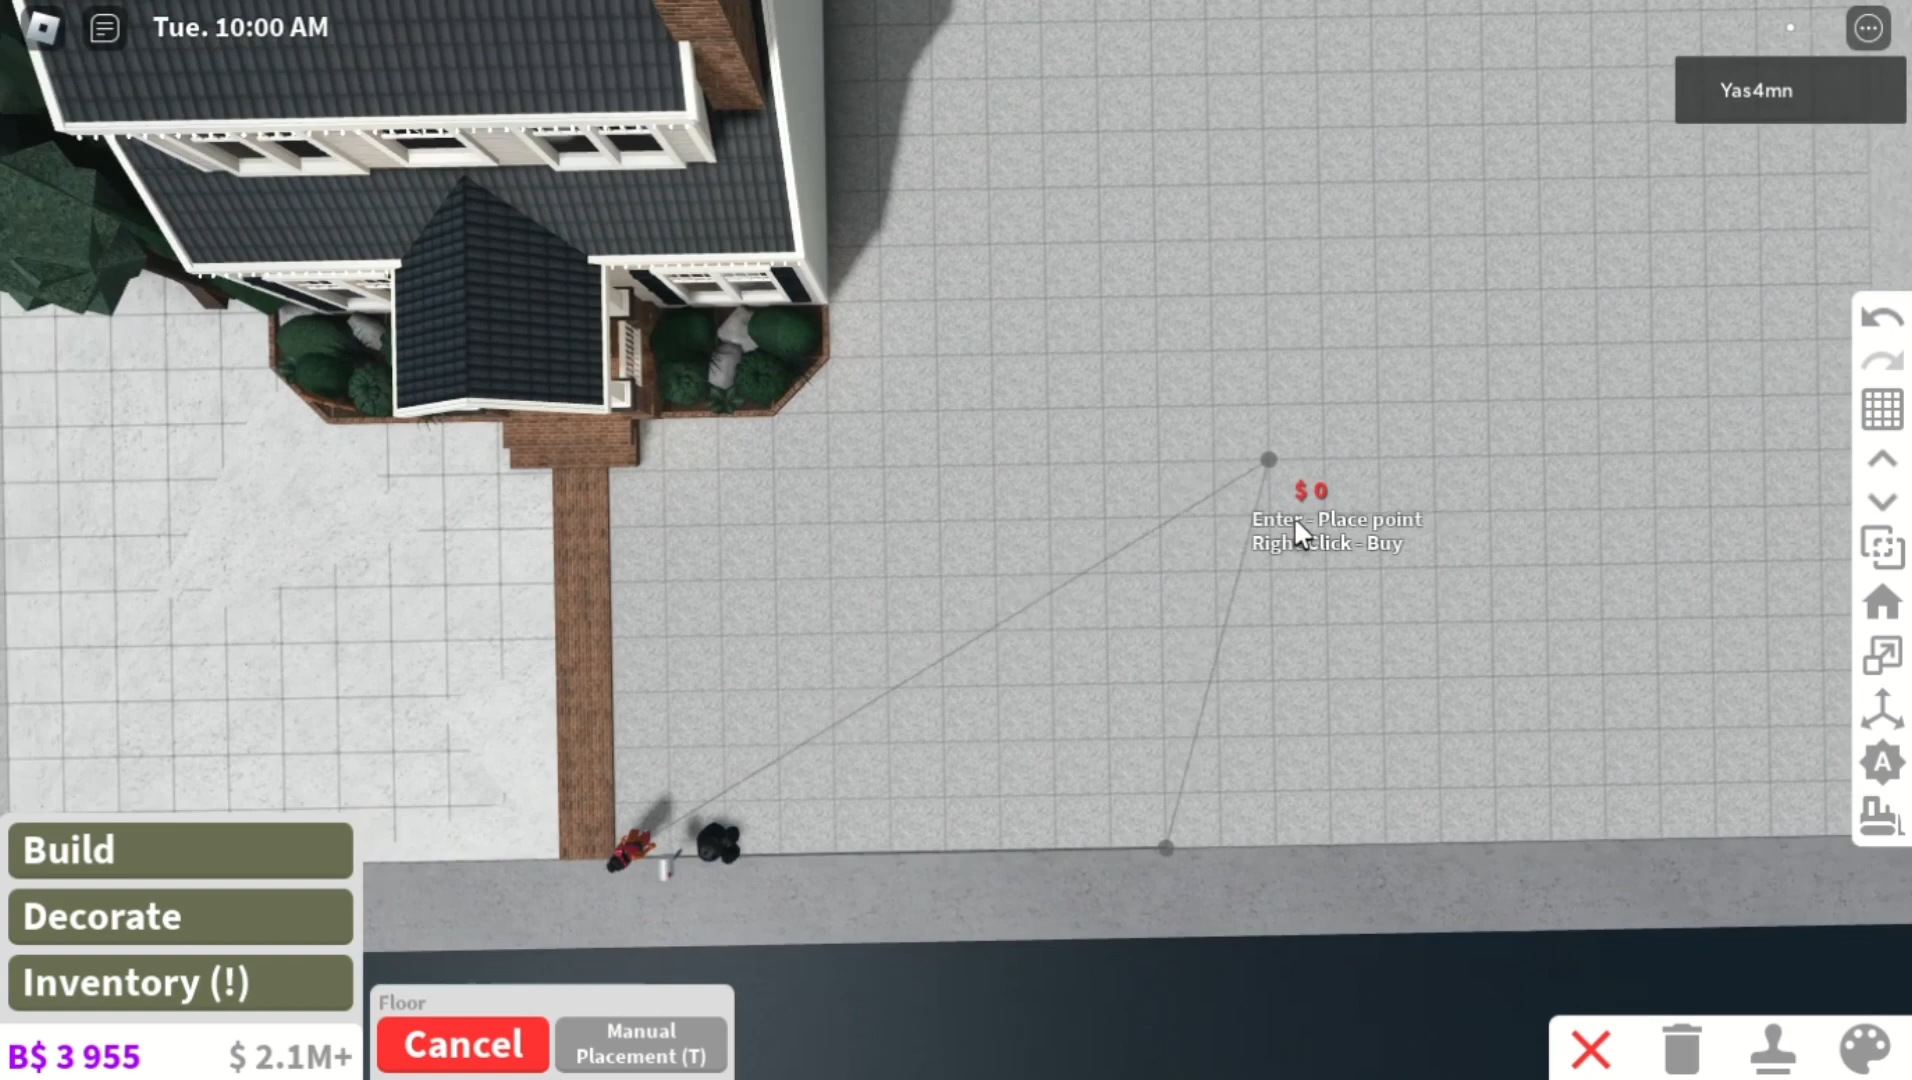 Tue. 10:00 AM
Yas4mn
$ 0
Enter - Place point
Right Click - Buy
Build
Decorate
Inventory (!)
B$ 3 955
$ 2.1M+
Floor
Cancel
Manual
Placement (T)
A